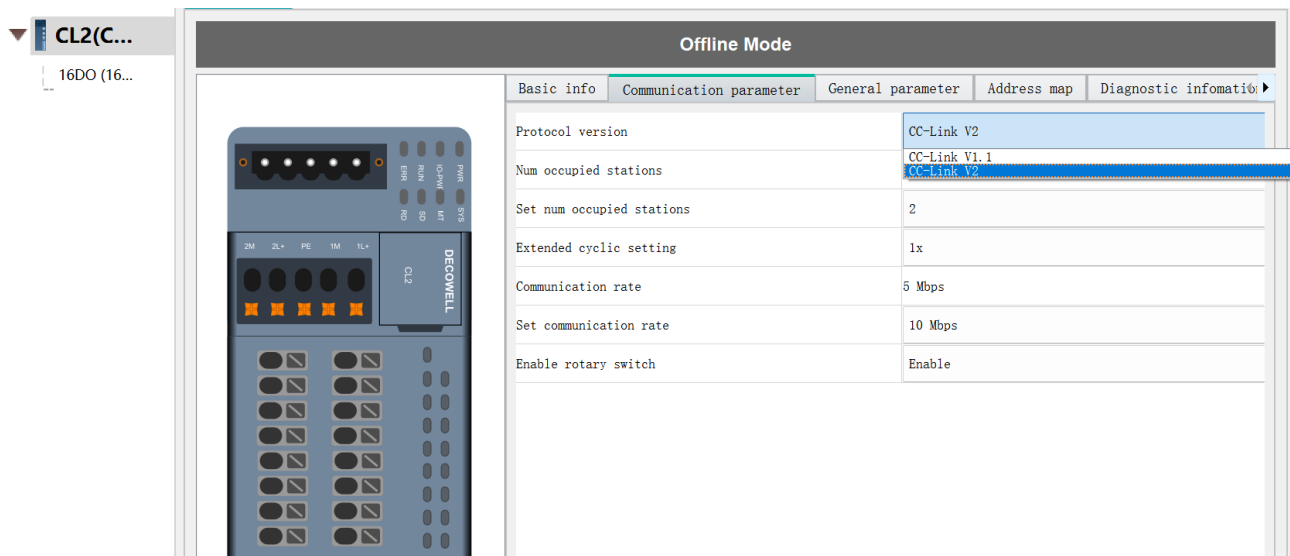 CL2(C...
16DO (16...
Offline Mode
Basic info
Communication parameter
General parameter
Address map
Diagnostic infomation
Protocol version
CC-Link V2
CC-Link V1.1
CC-Link V2
Num occupied stations
Set num occupied stations
2
Extended cyclic setting
1x
Communication rate
5 Mbps
Set communication rate
10 Mbps
Enable rotary switch
Enable
ERR
RUN
IO-PWR
PWR
RD
SD
MT
SYS
2M
2L+
PE
1M
1L+
CL2
DECOWELL